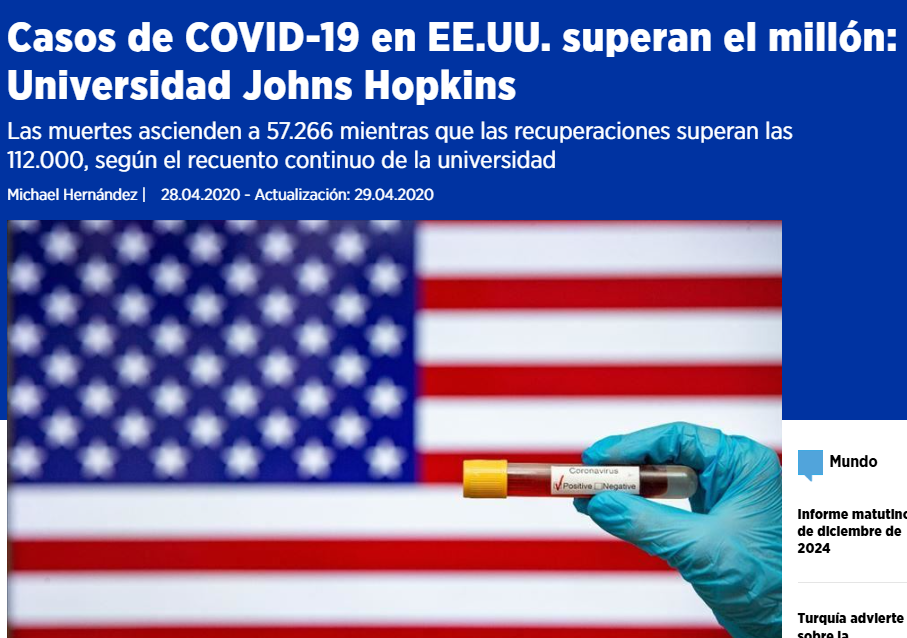 Casos de COVID-19 en EE.UU. superan el millón:
Universidad Johns Hopkins
Las muertes ascienden a 57.266 mientras que las recuperaciones superan las
112.000, según el recuento continuo de la universidad
Michael Hernández | 28.04.2020 - Actualización: 29.04.2020
Coronavirus
Positive Negative
Mundo
Informe matutino
de diciembre de
2024
Turquía advierte
sobre la